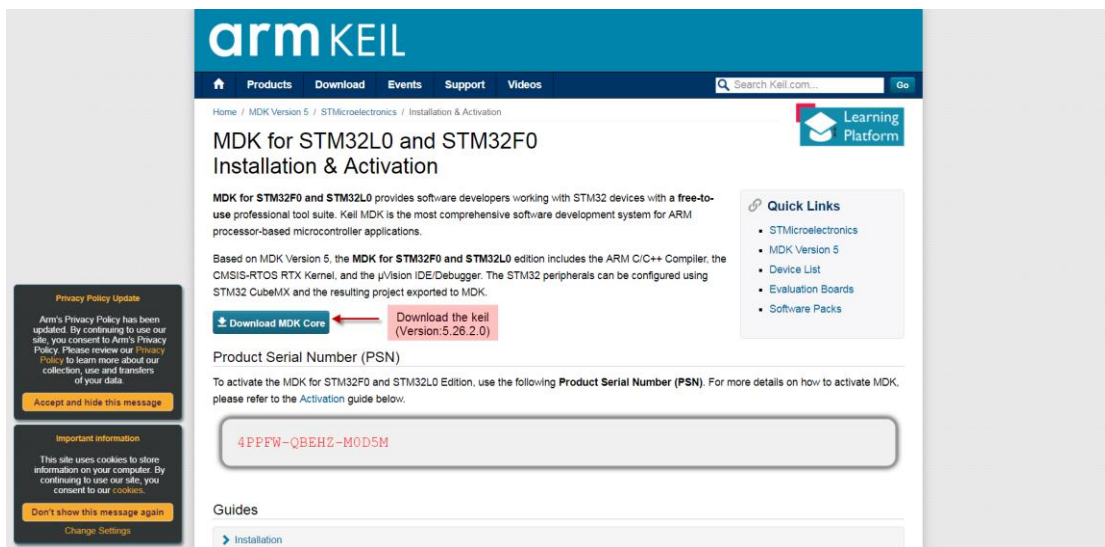 arm KEIL
Products Download Events Support Videos
Search Keil.com... Go
Home / MDK Version 5 / STMicroelectronics / Installation & Activation
Learning
Platform
MDK for STM32L0 and STM32F0
Installation & Activation
MDK for STM32F0 and STM32L0 provides software developers working with STM32 devices with a free-to-
use professional tool suite. Keil MDK is the most comprehensive software development system for ARM
processor-based microcontroller applications.
Based on MDK Version 5, the MDK for STM32F0 and STM32L0 edition includes the ARM C/C++ Compiler, the
CMSIS-RTOS RTX Kernel, and the µVision IDE/Debugger. The STM32 peripherals can be configured using
STM32 CubeMX and the resulting project exported to MDK.
Download MDK Core
Download the keil
(Version:5.26.2.0)
Quick Links
STMicroelectronics
MDK Version 5
Device List
Evaluation Boards
Software Packs
Product Serial Number (PSN)
To activate the MDK for STM32F0 and STM32L0 Edition, use the following Product Serial Number (PSN). For more details on how to activate MDK,
please refer to the Activation guide below.
4PPFW-QBEHZ-M0D5M
Guides
Installation
Privacy Policy Update
Arm's Privacy Policy has been
updated. By continuing to use our
site, you consent to Arm's Privacy
Policy. Please review our Privacy
Policy to learn more about our
collection, use and transfers
of your data.
Accept and hide this message
Important information
This site uses cookies to store
information on your computer. By
continuing to use our site, you
consent to our cookies.
Don't show this message again
Change Settings